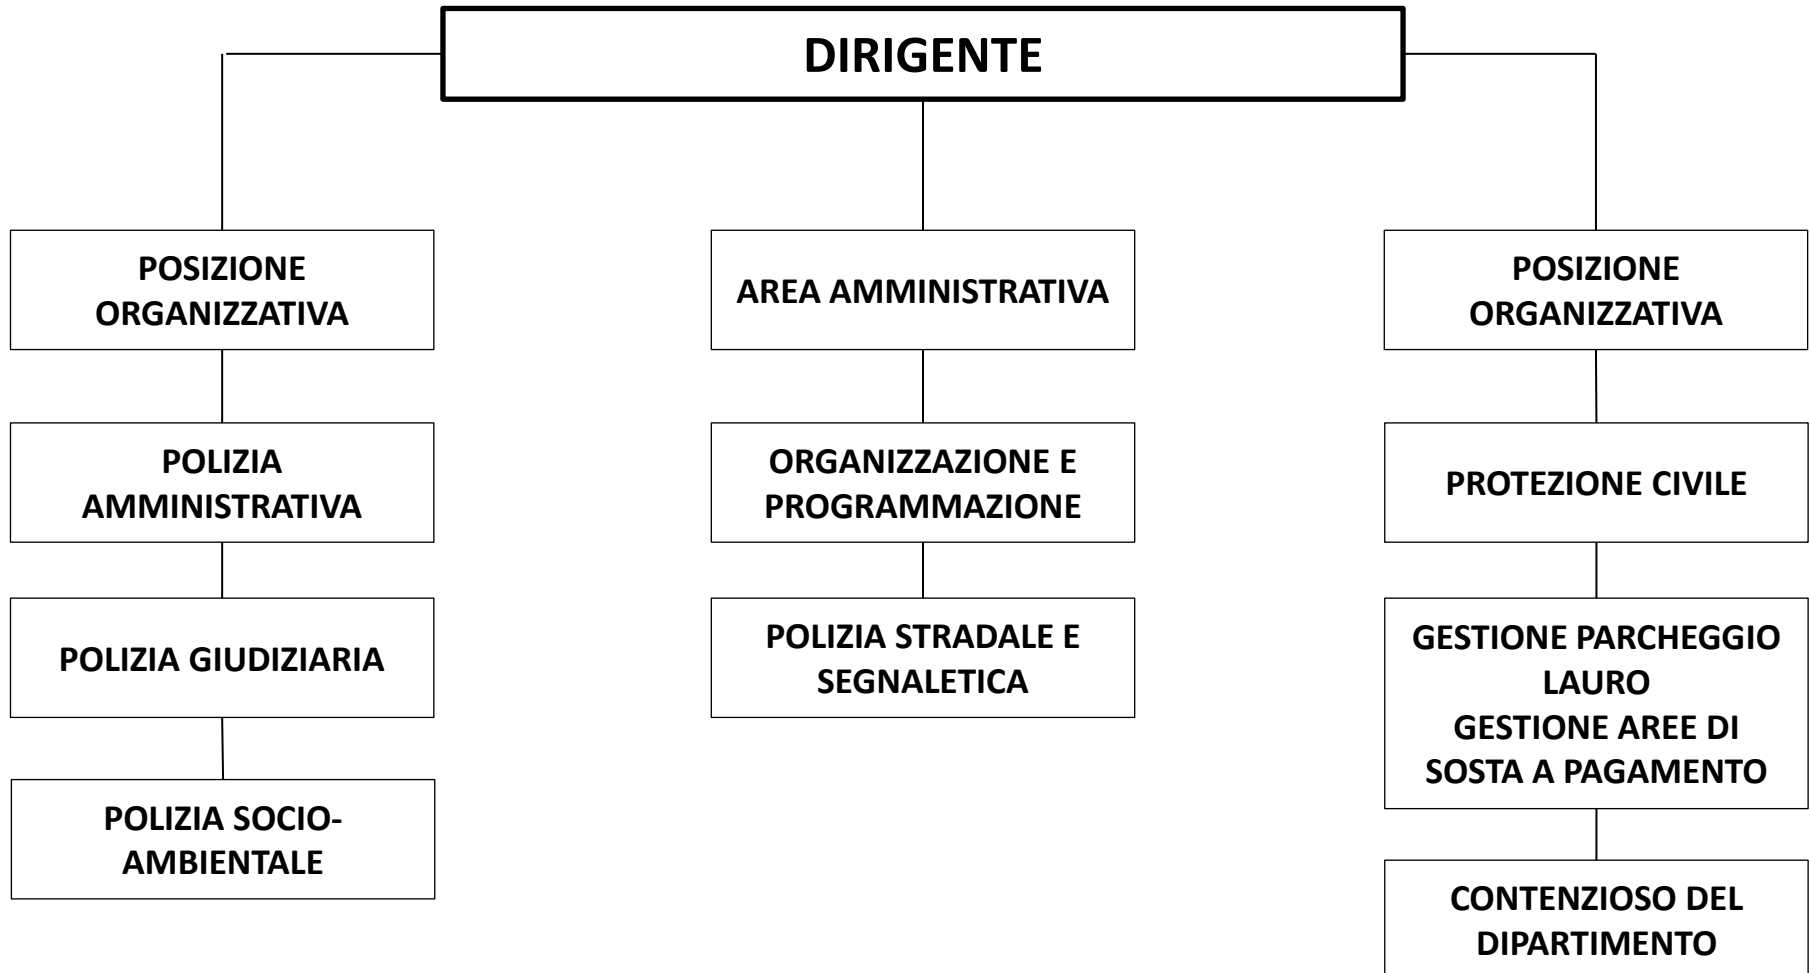 DIRIGENTE
POSIZIONE
ORGANIZZATIVA
AREA AMMINISTRATIVA
POSIZIONE
ORGANIZZATIVA
POLIZIA
AMMINISTRATIVA
ORGANIZZAZIONE E
PROGRAMMAZIONE
PROTEZIONE CIVILE
POLIZIA GIUDIZIARIA
POLIZIA STRADALE E
SEGNALETICA
GESTIONE PARCHEGGIO
LAURO
GESTIONE AREE DI
SOSTA A PAGAMENTO
POLIZIA SOCIO-
AMBIENTALE
CONTENZIOSO DEL
DIPARTIMENTO